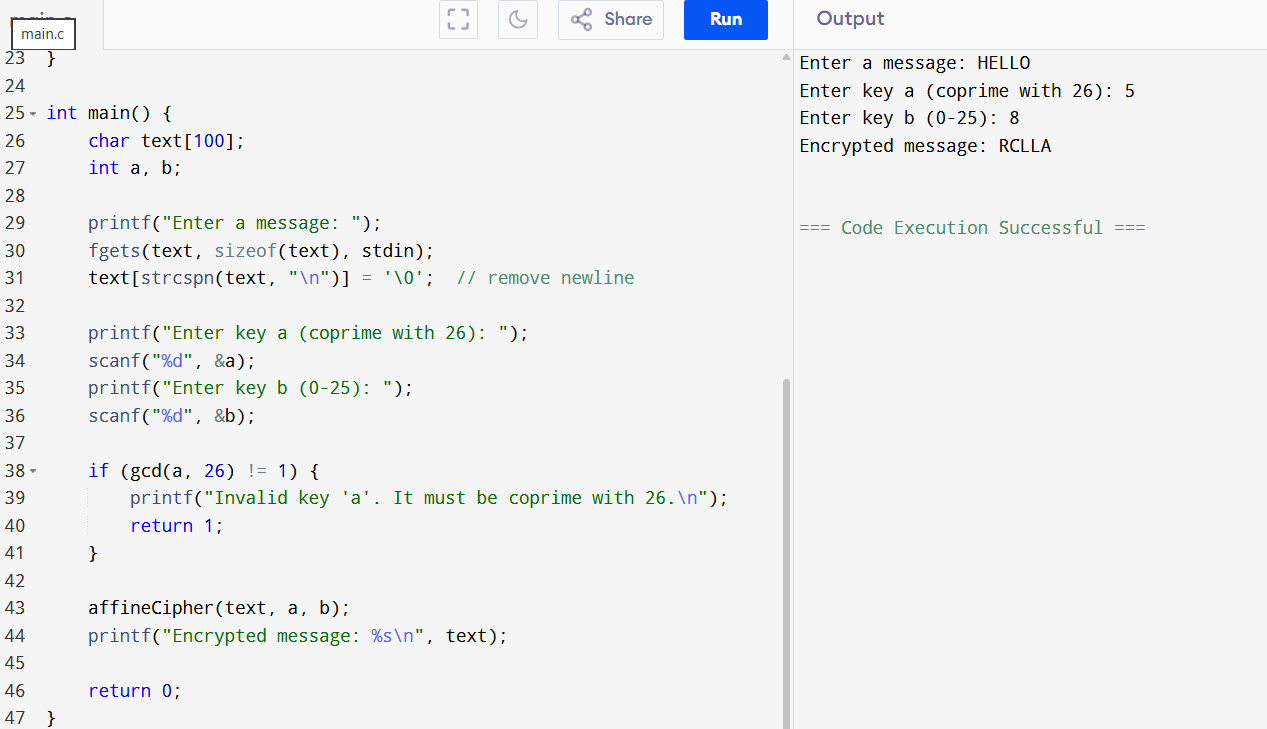 main.c
Share
Run
Output
23 }
24
25 int main() {
26     char text[100];
27     int a, b;
28
29     printf("Enter a message: ");
30     fgets(text, sizeof(text), stdin);
31     text[strcspn(text, "\n")] = '\0';  // remove newline
32
33     printf("Enter key a (coprime with 26): ");
34     scanf("%d", &a);
35     printf("Enter key b (0-25): ");
36     scanf("%d", &b);
37
38     if (gcd(a, 26) != 1) {
39         printf("Invalid key 'a'. It must be coprime with 26.\n");
40         return 1;
41     }
42
43     affineCipher(text, a, b);
44     printf("Encrypted message: %s\n", text);
45
46     return 0;
47 }
Enter a message: HELLO
Enter key a (coprime with 26): 5
Enter key b (0-25): 8
Encrypted message: RCLLA
=== Code Execution Successful ===